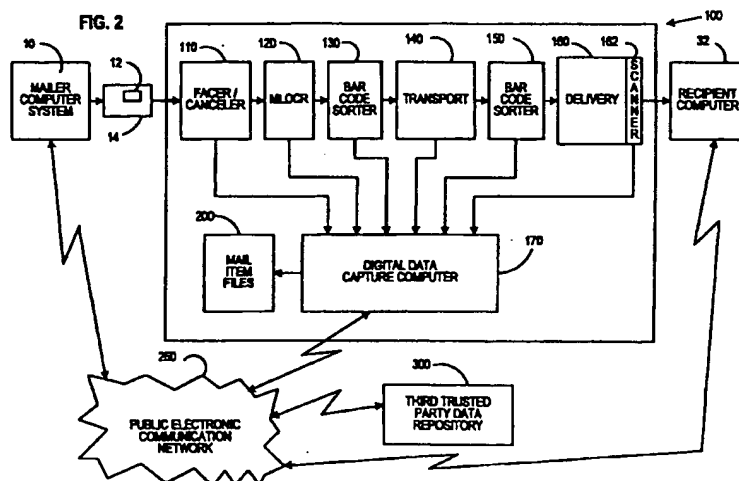 FIG. 2
100
10
12
110
120
130
140
150
160
162
32
MAILER
COMPUTER
SYSTEM
14
FACER /
CANCELER
MLOCR
BAR
CODE
SORTER
TRANSPORT
BAR
CODE
SORTER
DELIVERY
SCANNER
RECIPIENT
COMPUTER
200
MAIL
ITEM
FILES
DIGITAL DATA
CAPTURE COMPUTER
170
250
PUBLIC ELECTRONIC
COMMUNICATION
NETWORK
300
THIRD TRUSTED
PARTY DATA
REPOSITORY